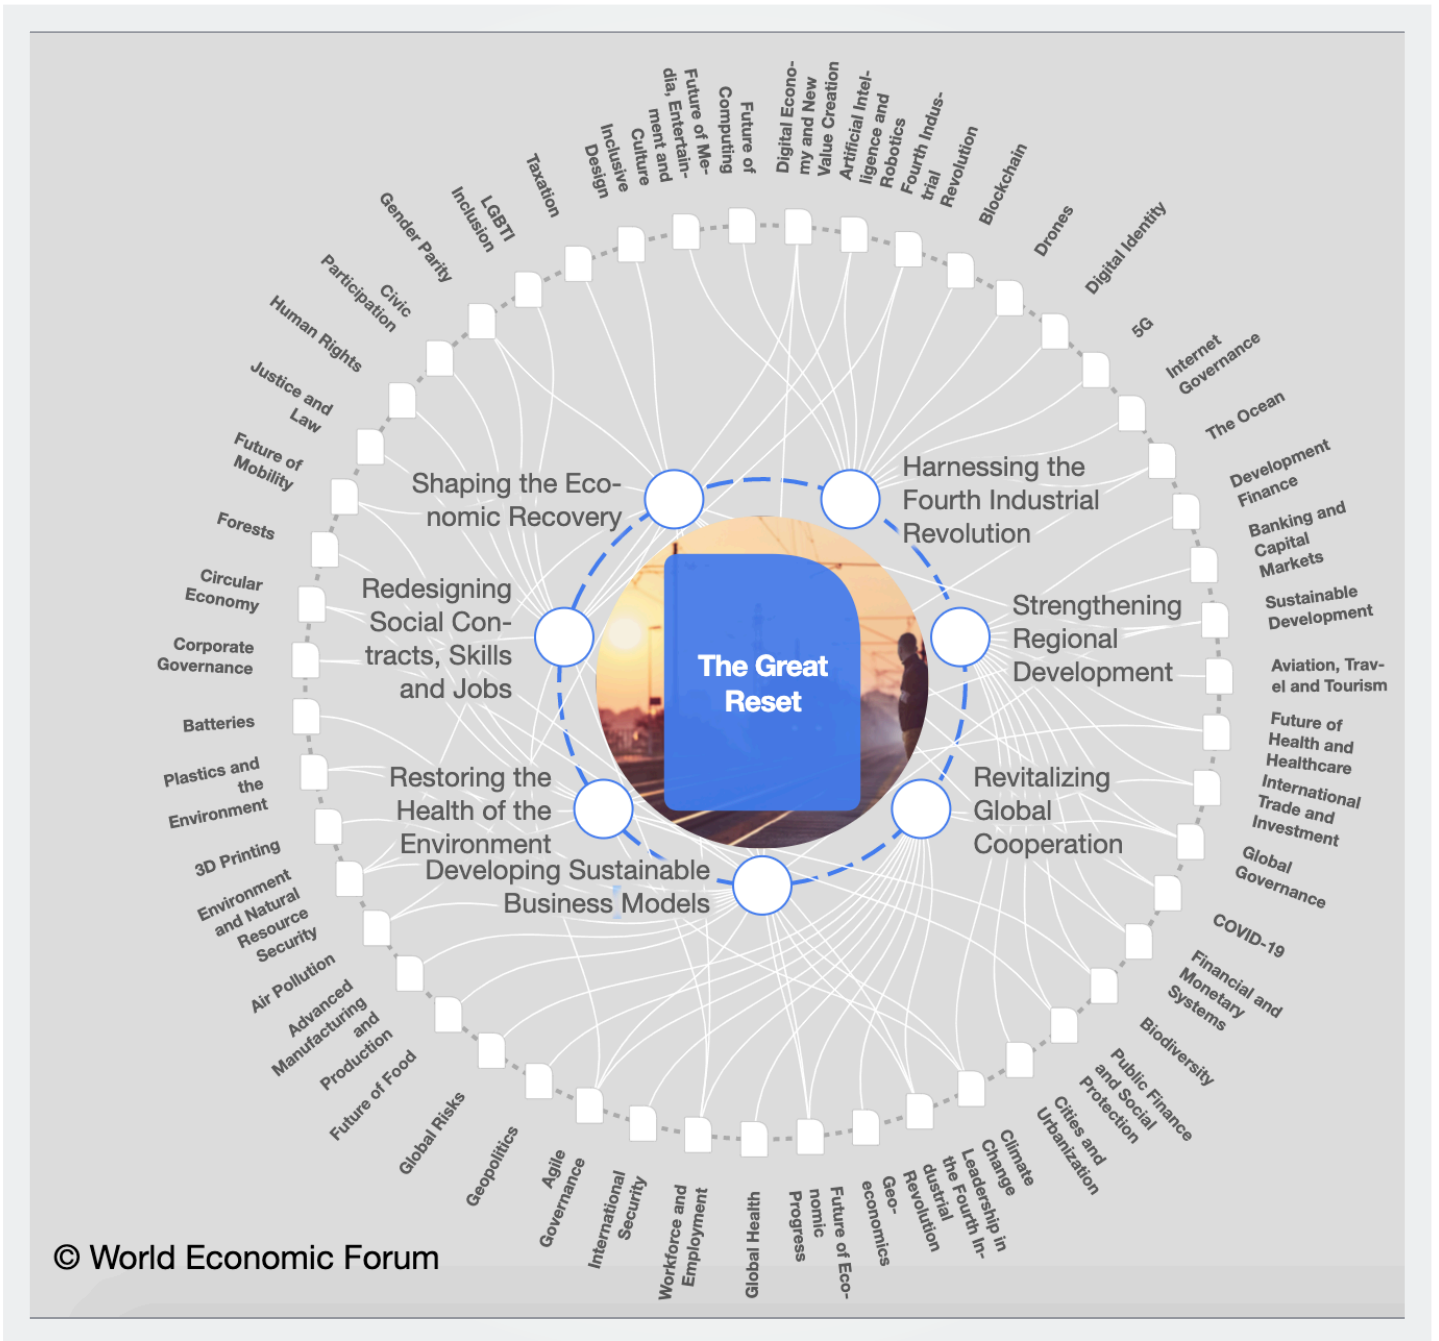 The Great
Reset
Harnessing the
Fourth Industrial
Revolution
Strengthening
Regional
Development
Revitalizing
Global
Cooperation
Developing Sustainable
Business Models
Restoring the
Health of the
Environment
Redesigning
Social Con-
tracts, Skills
and Jobs
Shaping the Eco-
nomic Recovery
Future of
Computing
Digital Econo-
my and New
Value Creation
Artificial Intel-
ligence and
Robotics
Fourth Indus-
trial
Revolution
Blockchain
Drones
Digital Identity
5G
Internet
Governance
The Ocean
Development
Finance
Banking and
Capital
Markets
Sustainable
Development
Aviation, Trav-
el and Tourism
Future of
Health and
Healthcare
International
Trade and
Investment
Global
Governance
COVID-19
Financial and
Monetary
Systems
Biodiversity
Public Finance
and Social
Protection
Cities and
Urbanization
Climate
Change
Leadership in
the Fourth In-
dustrial
Revolution
Geo-
economics
Future of Eco-
nomic
Progress
Global Health
Workforce and
Employment
International
Security
Agile
Governance
Geopolitics
Global Risks
Future of Food
Advanced
Manufacturing
and
Production
Air Pollution
Environment
and Natural
Resource
Security
3D Printing
Plastics and
the
Environment
Batteries
Corporate
Governance
Circular
Economy
Forests
Future of
Mobility
Justice and
Law
Human Rights
Civic
Participation
Gender Parity
LGBTI
Inclusion
Taxation
Inclusive
Design
Future of Me-
dia, Entertain-
ment and
Culture
© World Economic Forum